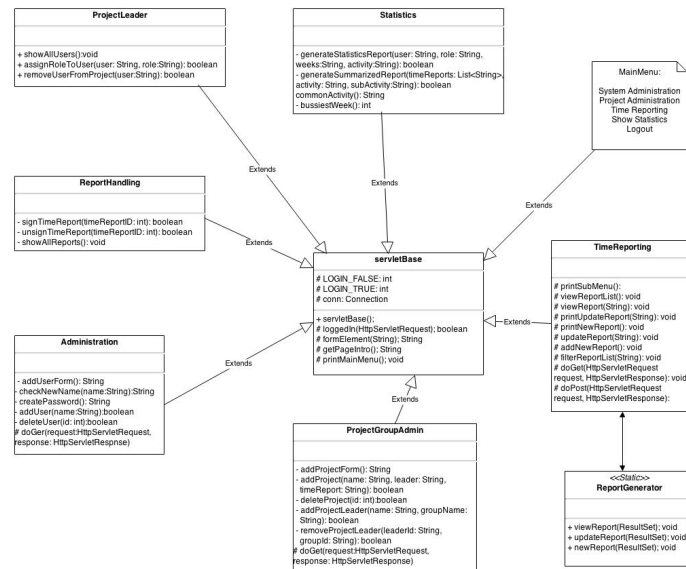 ProjectLeader
+ showAllUsers():void
+ assignRoleToUser(user: String, role:String): boolean
+ removeUserFromProject(user:String): boolean
Statistics
- generateStatisticsReport(user: String, role: String,
weeks:String, activity:String): boolean
- generateSummarizedReport(timeReports: List<String>,
activity: String, subActivity:String): boolean
commonActivity(): String
- bussiestWeek(): int
MainMenu:
System Administration
Project Administration
Time Reporting
Show Statistics
Logout
Extends
Extends
Extends
ReportHandling
- signTimeReport(timeReportID: int): boolean
- unsignTimeReport(timeReportID: int): boolean
- showAllReports(): void
Extends
servletBase
# LOGIN_FALSE: int
# LOGIN_TRUE: int
# conn: Connection
+ servletBase();
# loggedIn(HttpServletRequest); boolean
# formElement(String); String
# getPageIntro(); String
# printMainMenu(); void
Extends
TimeReporting
# printSubMenu():
# viewReportList(): void
# viewReport(String): void
# printUpdateReport(String): void
# printNewReport(): void
# updateReport(String): void
# addNewReport(): void
# filterReportList(String): void
# doGet(HttpServletRequest
request, HttpServletResponse): void
# doPost(HttpServletRequest
request, HttpServletResponse):
Administration
- addUserForm(): String
- checkNewName(name:String):String
- createPassword(): String
- addUser(name:String):boolean
- deleteUser(id: int):boolean
# doGer(request:HttpServletRequest,
response: HttpServletRespnse)
Extends
Extends
ProjectGroupAdmin
- addProjectForm(): String
- addProject(name: String, leader: String,
timeReport: String): boolean
- deleteProject(id: int):boolean
- addProjectLeader(name: String, groupName:
String): boolean
- removeProjectLeader(leaderId: String,
groupId: String): boolean
# doGet(request:HttpServletRequest,
response: HttpServletResponse)
<<Static>>
ReportGenerator
+ viewReport(ResultSet); void
+ updateReport(ResultSet); void
+ newReport(ResultSet); void